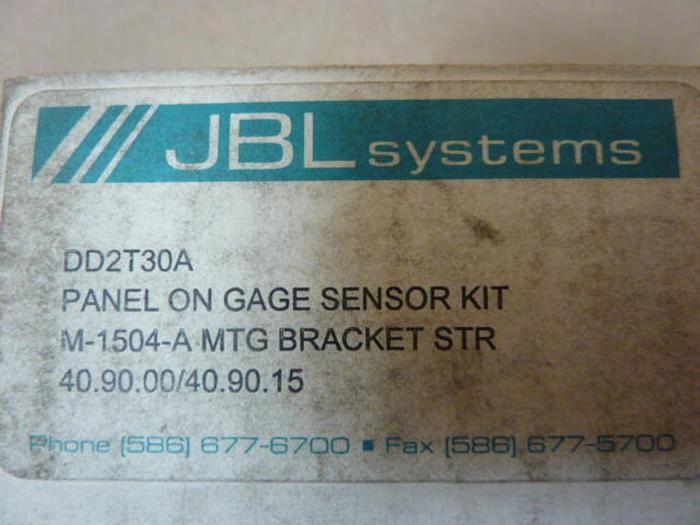 JBL systems
DD2T30A
PANEL ON GAGE SENSOR KIT
M-1504-A MTG BRACKET STR
40.90.00/40.90.15
Phone (586) 677-6700 ▪ Fax (586) 677-5700